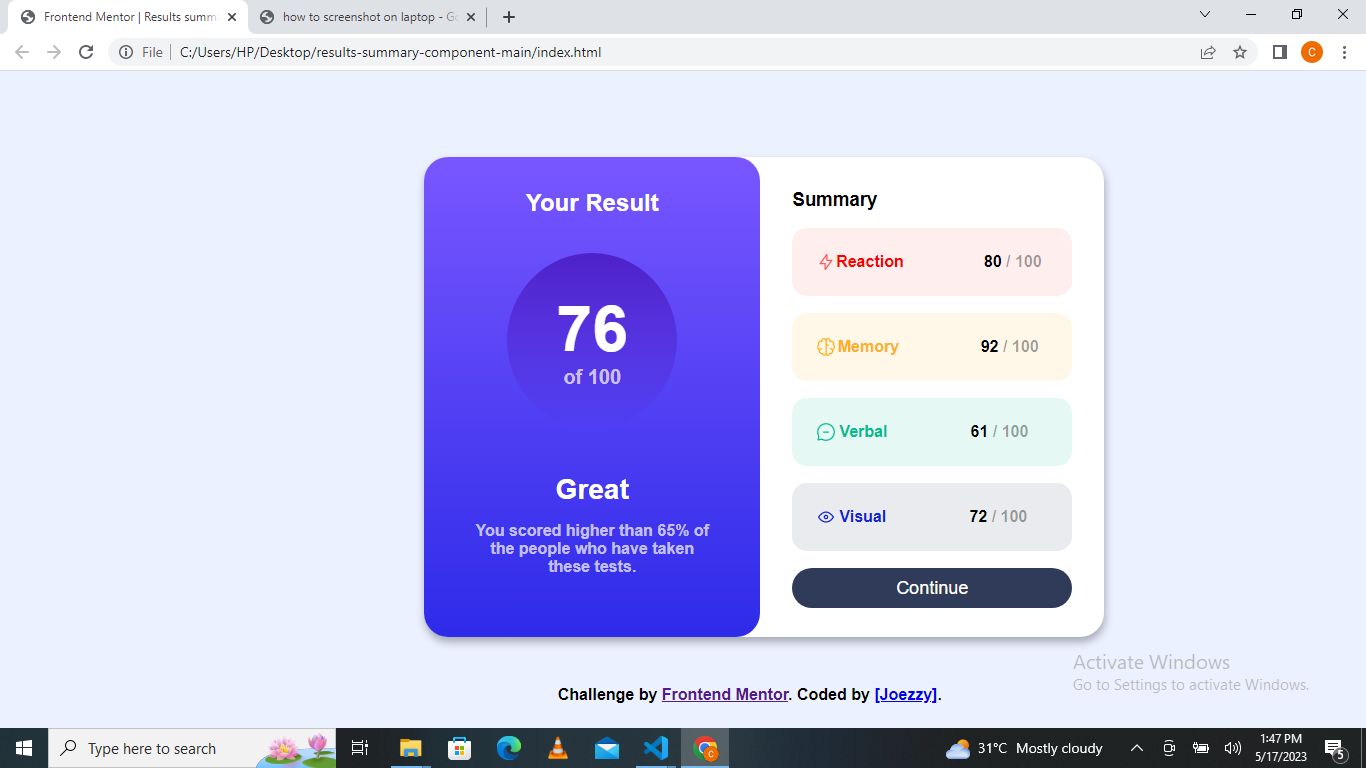 Frontend Mentor | Results summ
how to screenshot on laptop - Go
File
C:/Users/HP/Desktop/results-summary-component-main/index.html
C
Your Result
76
of 100
Great
You scored higher than 65% of
the people who have taken
these tests.
Summary
Reaction 80 / 100
Memory 92 / 100
Verbal 61 / 100
Visual 72 / 100
Continue
Challenge by Frontend Mentor. Coded by [Joezzy].
Activate Windows
Go to Settings to activate Windows.
Type here to search
C
31°C Mostly cloudy
1:47 PM
5/17/2023
5